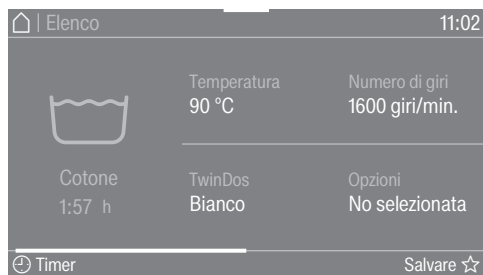 | Elenco 11:02
Temperatura
90 °C
Numero di giri
1600 giri/min.
Cotone
1:57 h
TwinDos
Bianco
Opzioni
No selezionata
Timer
Salvare